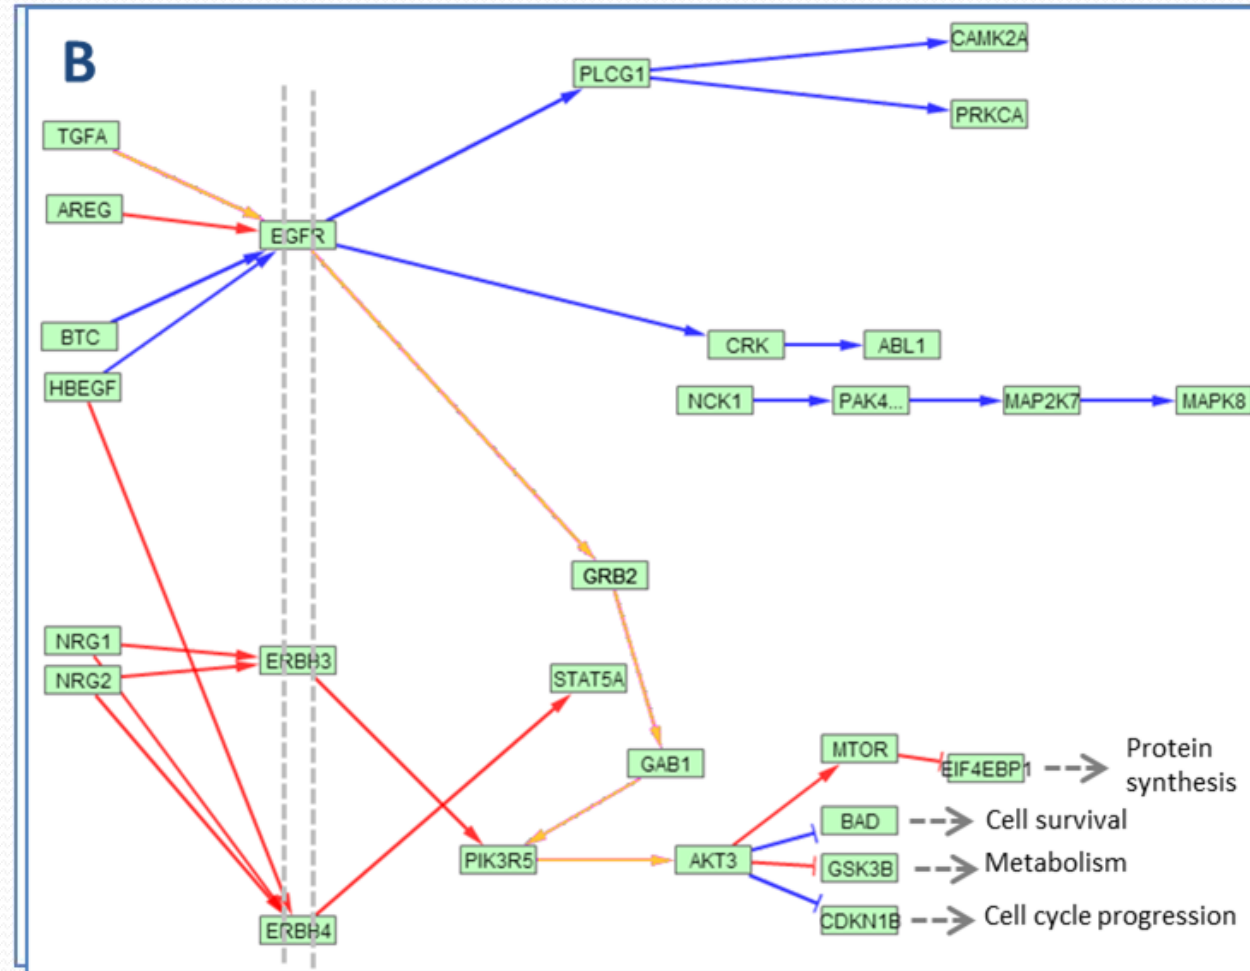 B
CAMK2A
PLCG1
PRKCA
TGFA
AREG
EGFR
BTC
CRK
ABL1
HBEGF
NCK1
PAK4...
MAP2K7
MAPK8
GRB2
NRG1
ERBB3
NRG2
STAT5A
GAB1
MTOR
EIF4EBP1
Protein
synthesis
BAD
Cell survival
PIK3R5
AKT3
GSK3B
Metabolism
CDKN1B
Cell cycle progression
ERBB4